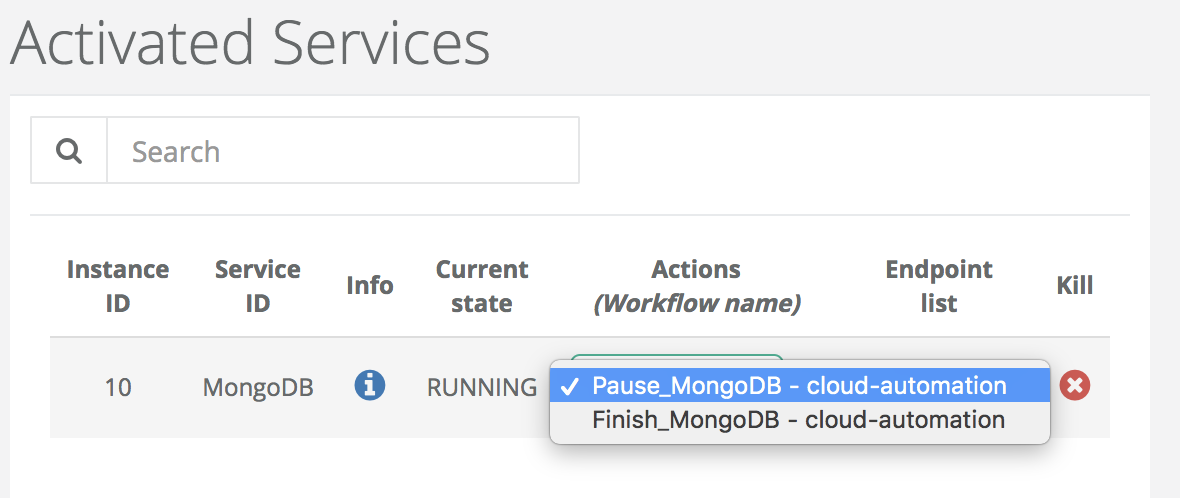 Activated Services
Search
Instance ID
Service ID
Info
Current state
Actions
(Workflow name)
Endpoint list
Kill
10
MongoDB
RUNNING
✓ Pause_MongoDB - cloud-automation
Finish_MongoDB - cloud-automation